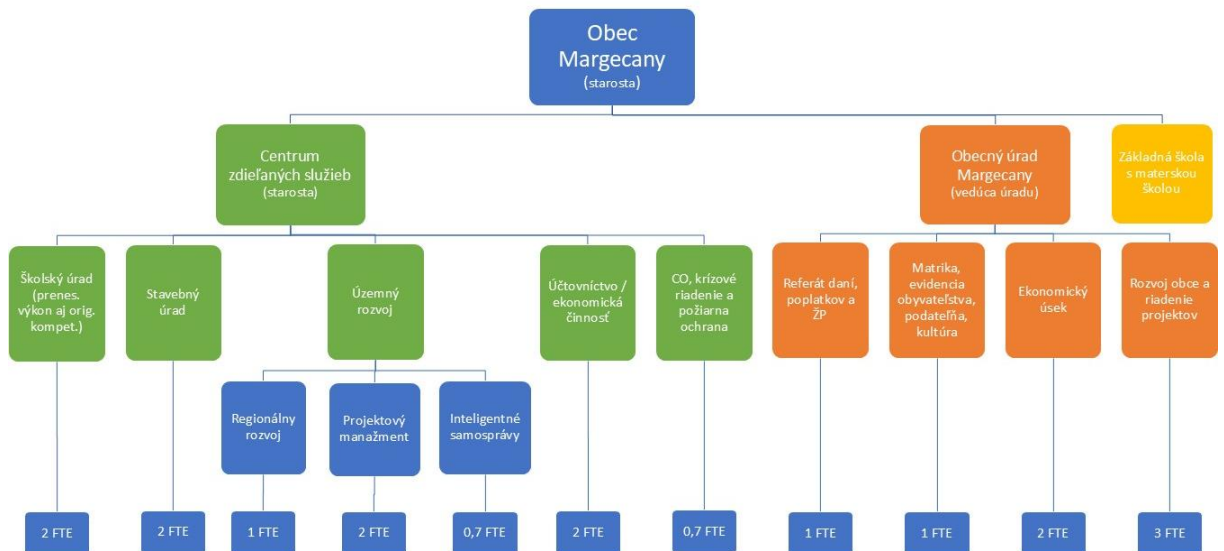 Obec
Margecany
(starosta)
Centrum
zdieľaných služieb
(starosta)
Obecný úrad
Margecany
(vedúca úradu)
Základná škola
s materskou
školou
Školský úrad
(prenes.
výkon aj orig.
kompet.)
Stavebný
úrad
Územný
rozvoj
Účtovníctvo /
ekonomická
činnosť
CO, krízové
riadenie a
požiarna
ochrana
Referát daní,
poplatkov a
ŽP
Matrika,
evidencia
obyvateľstva,
podateľňa,
kultúra
Ekonomický
úsek
Rozvoj obce a
riadenie
projektov
Regionálny
rozvoj
Projektový
manažment
Inteligentné
samosprávy
2 FTE
2 FTE
1 FTE
2 FTE
0,7 FTE
2 FTE
0,7 FTE
1 FTE
1 FTE
2 FTE
3 FTE